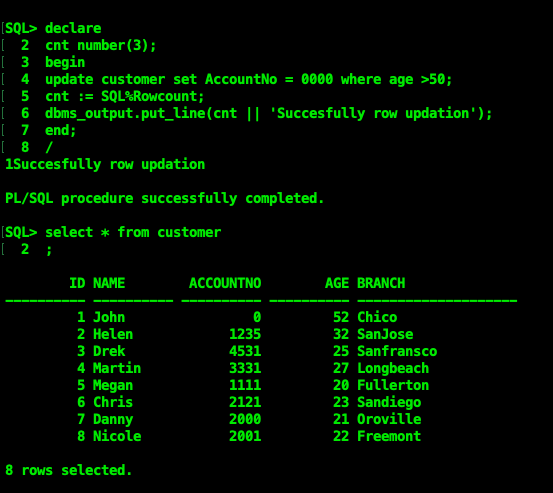 [SQL> declare
[  2  cnt number(3);
[  3  begin
[  4  update customer set AccountNo = 0000 where age >50;
[  5  cnt := SQL%Rowcount;
[  6  dbms_output.put_line(cnt || 'Succesfully row updation');
[  7  end;
[  8  /
1Succesfully row updation
PL/SQL procedure successfully completed.
[SQL> select * from customer
[  2  ;
        ID NAME        ACCOUNTNO        AGE BRANCH
---------- ---------- ---------- ---------- --------------------
         1 John                0         52 Chico
         2 Helen            1235         32 SanJose
         3 Drek             4531         25 Sanfransco
         4 Martin           3331         27 Longbeach
         5 Megan            1111         20 Fullerton
         6 Chris            2121         23 Sandiego
         7 Danny            2000         21 Oroville
         8 Nicole           2001         22 Freemont
8 rows selected.